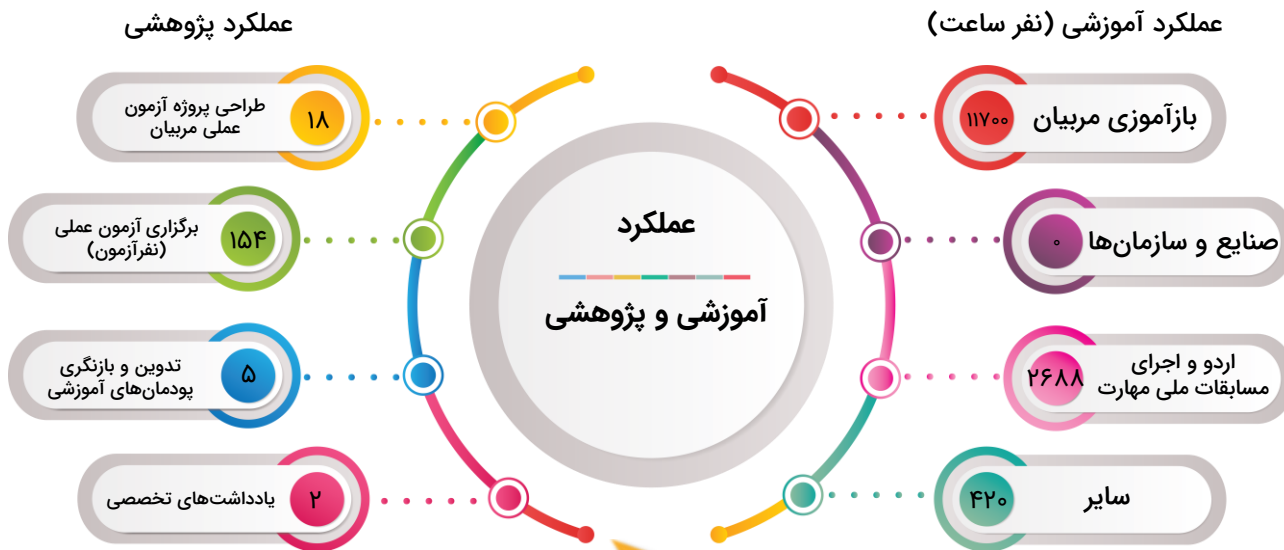 عملکرد آموزشی (نفر ساعت)
بازآموزی مربیان
۱۱۷۰۰
صنایع و سازمان‌ها
۰
اردو و اجرای
مسابقات ملی مهارت
۲۶۸۸
سایر
۴۲۰
عملکرد
آموزشی و پژوهشی
عملکرد پژوهشی
۱۸
طراحی پروژه آزمون
عملی مربیان
۱۵۴
برگزاری آزمون عملی
(نفرآزمون)
۵
تدوین و بازنگری
پودمان‌های آموزشی
۲
یادداشت‌های تخصصی